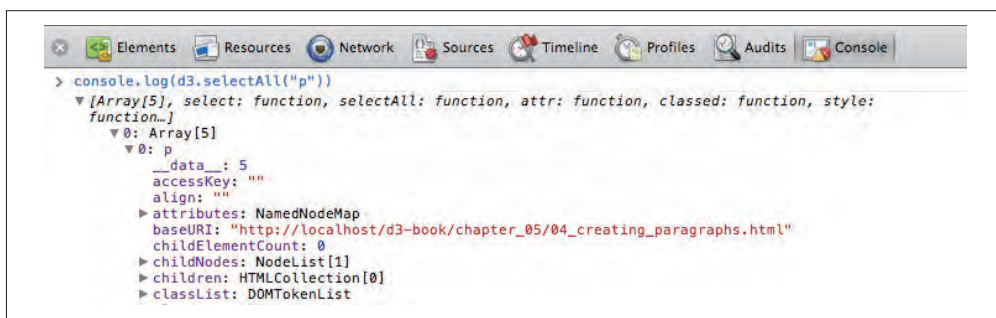 Elements Resources Network Sources Timeline Profiles Audits Console
> console.log(d3.selectAll("p"))
▼ [Array[5], select: function, selectAll: function, attr: function, classed: function, style:
function…]
▼ 0: Array[5]
▼ 0: p
__data__: 5
accessKey: ""
align: ""
▶ attributes: NamedNodeMap
baseURI: "http://localhost/d3-book/chapter_05/04_creating_paragraphs.html"
childElementCount: 0
▶ childNodes: NodeList[1]
▶ children: HTMLCollection[0]
▶ classList: DOMTokenList